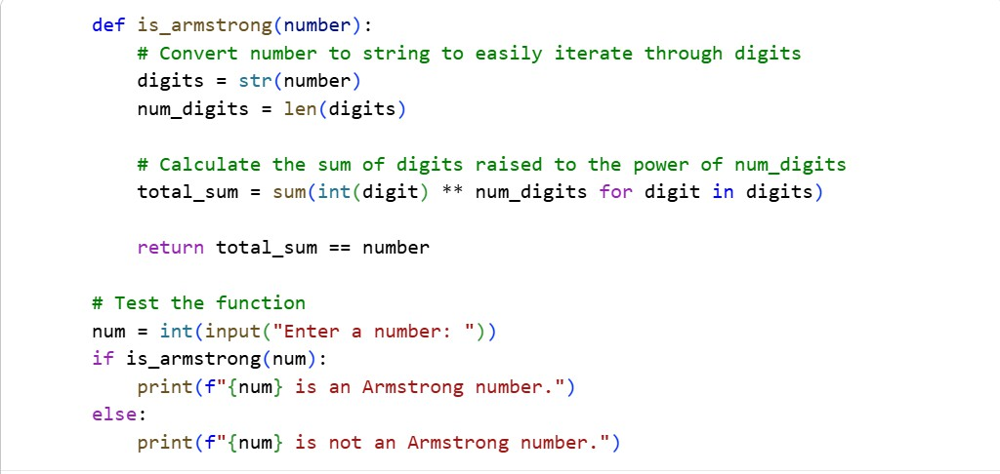 def is_armstrong(number):
    # Convert number to string to easily iterate through digits
    digits = str(number)
    num_digits = len(digits)

    # Calculate the sum of digits raised to the power of num_digits
    total_sum = sum(int(digit) ** num_digits for digit in digits)

    return total_sum == number

# Test the function
num = int(input("Enter a number: "))
if is_armstrong(num):
    print(f"{num} is an Armstrong number.")
else:
    print(f"{num} is not an Armstrong number.")